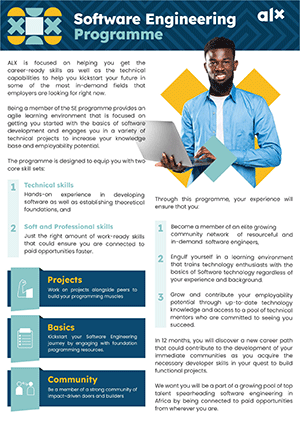 Software Engineering
Programme
alx
ALX is focused on helping you get the
career-ready skills as well as the technical
capabilities to help you kickstart your future in
some of the most in-demand fields that
employers are looking for right now.
Being a member of the SE programme provides an
agile learning environment that is focused on
getting you started with the basics of software
development and engages you in a variety of
technical projects to increase your knowledge
base and employability potential.
The programme is designed to equip you with two
core skill sets:
1 Technical skills
Hands-on experience in developing
software as well as establishing theoretical
foundations, and
2 Soft and Professional skills
Just the right amount of work-ready skills
that could ensure you are connected to
paid opportunities faster.
Projects
Work on projects alongside peers to
build your programming muscles
Basics
Kickstart your Software Engineering
journey by engaging with foundation
programming resources.
Community
Be a member of a strong community of
impact-driven doers and builders
Through this programme, your experience will
ensure that you:
1 Become a member of an elite growing
community network of resourceful and
in-demand software engineers,
2 Engulf yourself in a learning environment
that trains technology enthusiasts with the
basics of Software technology regardless of
your experience and background.
3 Grow and contribute your employability
potential through up-to-date technology
knowledge and access to a pool of technical
mentors who are committed to seeing you
succeed.
In 12 months, you will discover a new career path
that could contribute to the development of your
immediate communities as you acquire the
necessary developer skills in your quest to build
functional projects.
We want you will be a part of a growing pool of top
talent spearheading software engineering in
Africa by being connected to paid opportunities
from wherever you are.